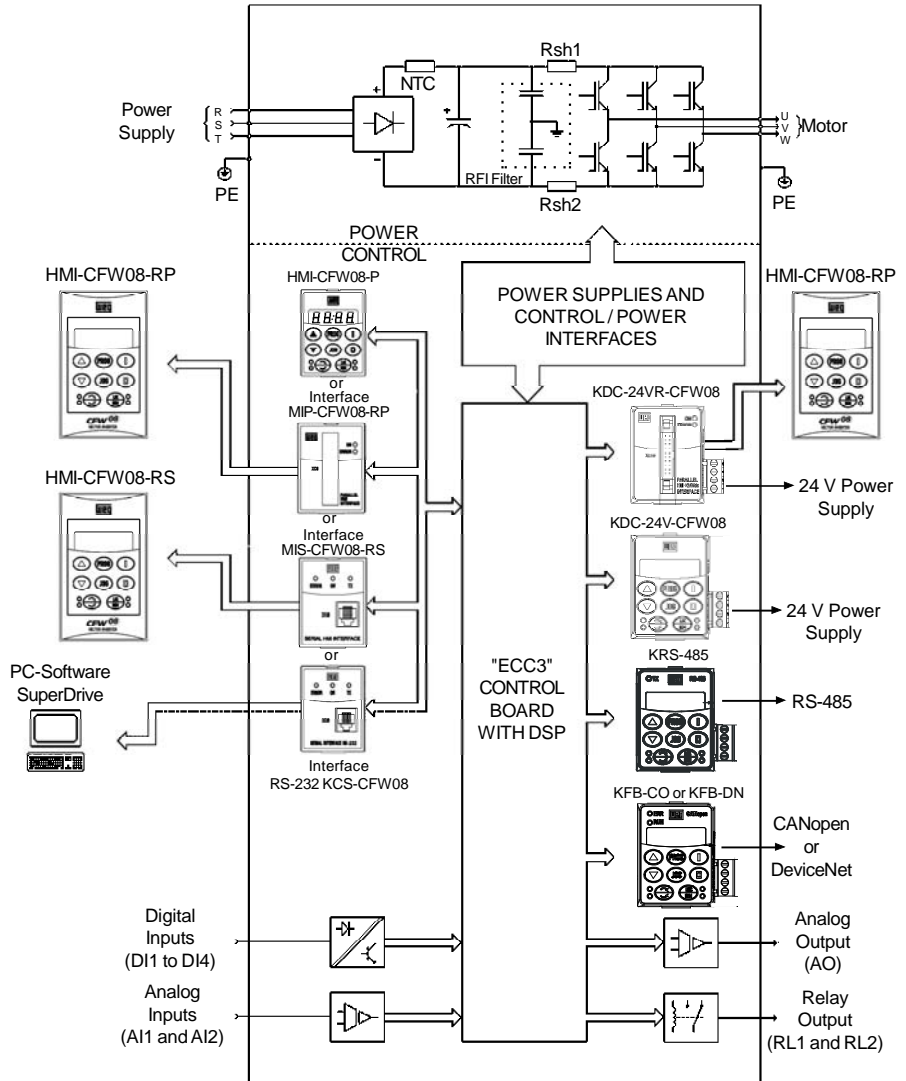 Rsh1
NTC
+
+
Power
Supply
R
S
T
U
V
W
Motor
-
RFI Filter
Rsh2
PE
PE
POWER
CONTROL
HMI-CFW08-RP
HMI-CFW08-P
HMI-CFW08-RP
POWER SUPPLIES AND
CONTROL / POWER
INTERFACES
or
Interface
MIP-CFW08-RP
KDC-24VR-CFW08
24 V Power
Supply
HMI-CFW08-RS
or
Interface
MIS-CFW08-RS
KDC-24V-CFW08
24 V Power
Supply
SERIAL HMI INTERFACE
or
PC-Software
SuperDrive
"ECC3"
CONTROL
BOARD
WITH DSP
KRS-485
RS-485
Interface
RS-232 KCS-CFW08
KFB-CO or KFB-DN
CANopen
or
DeviceNet
Digital
Inputs
(DI1 to DI4)
Analog
Output
(AO)
Analog
Inputs
(AI1 and AI2)
Relay
Output
(RL1 and RL2)